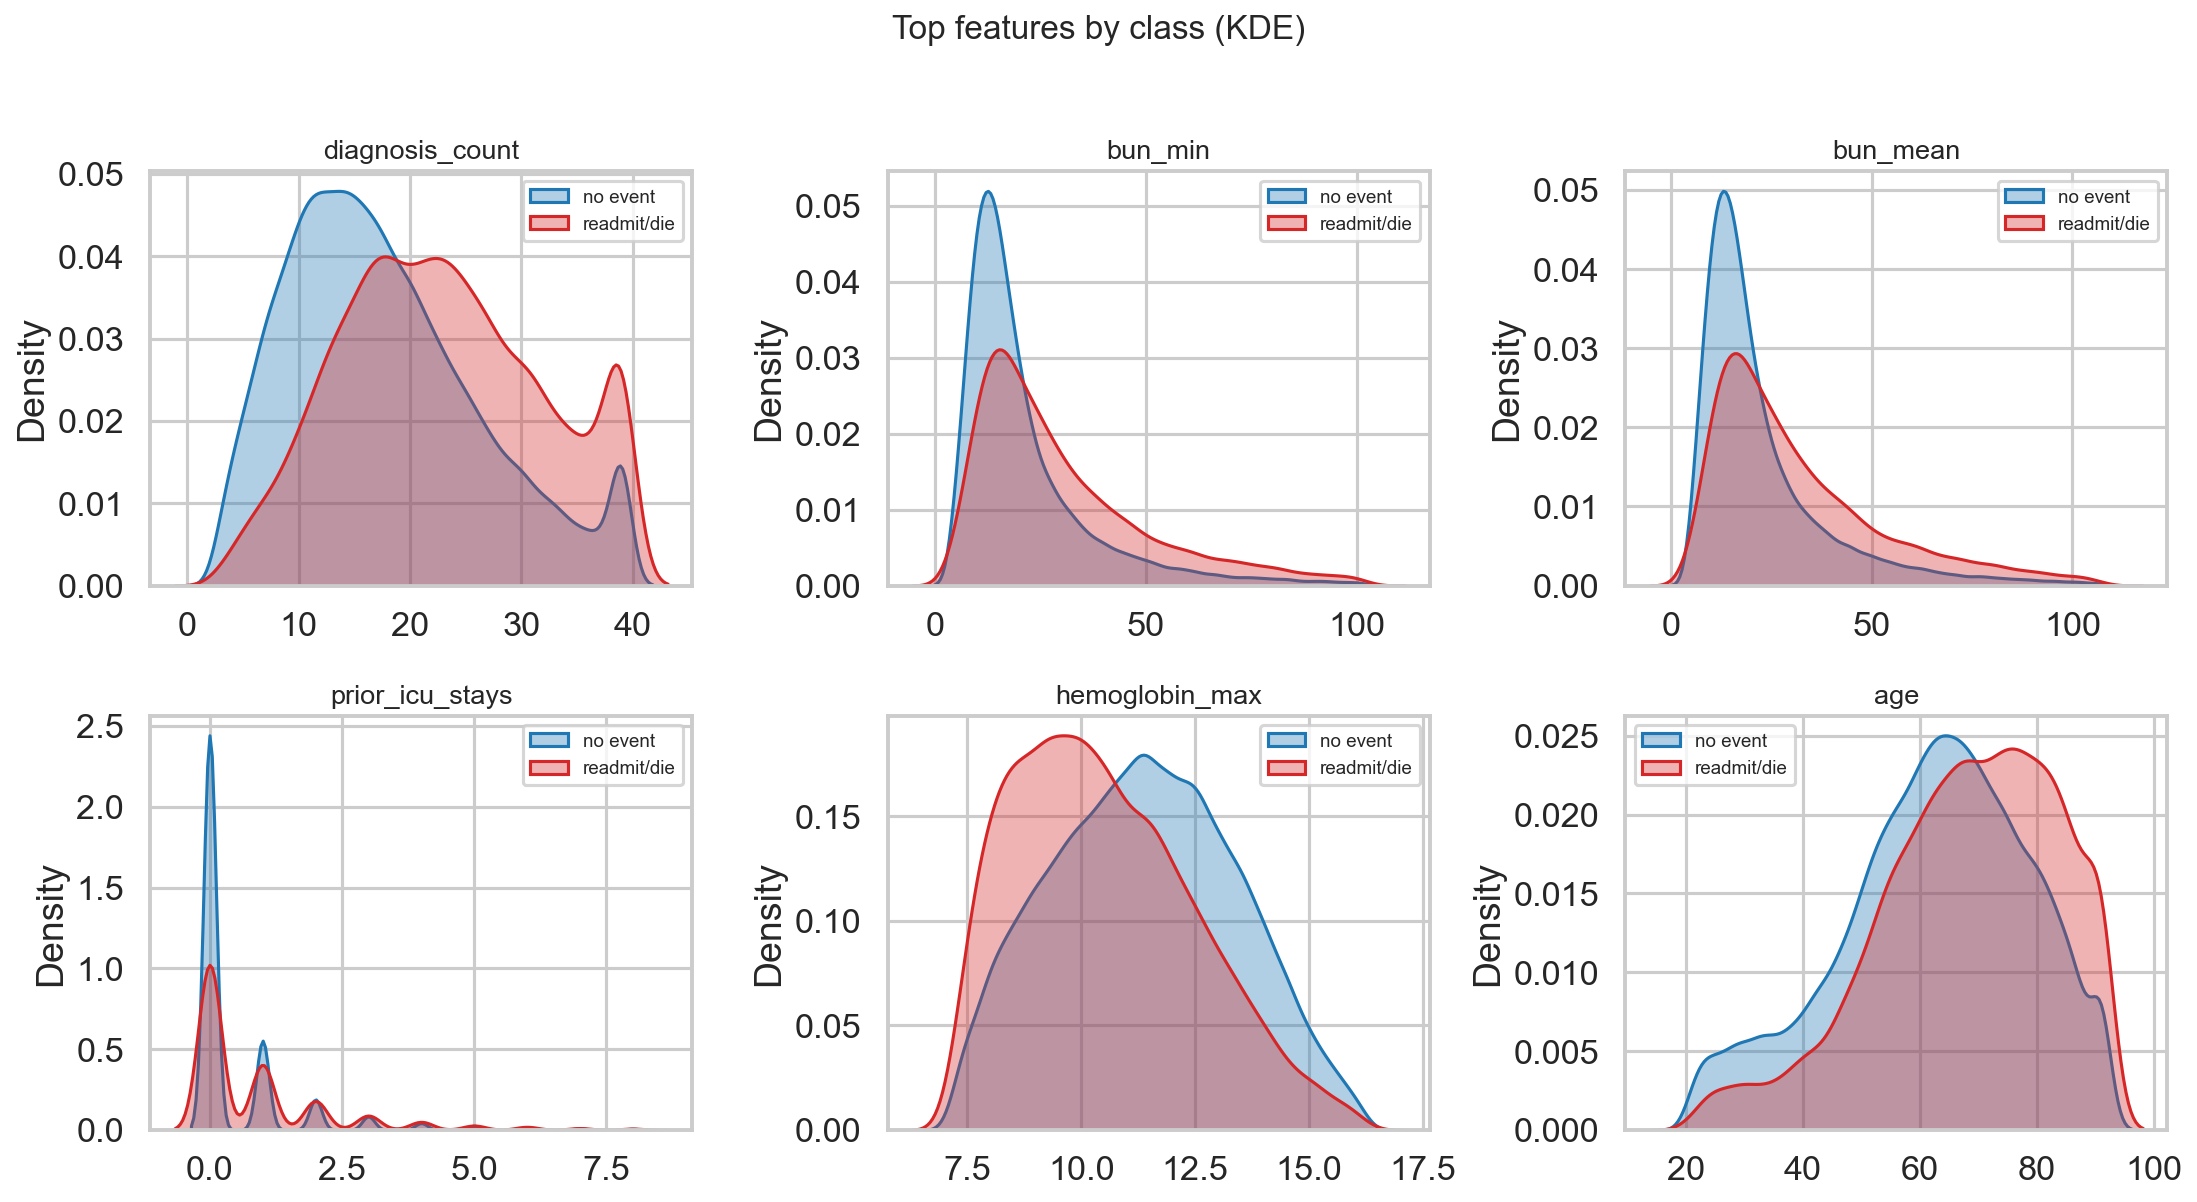 Top features by class (KDE)
diagnosis_count
no event
readmit/die
Density
0.05
0.04
0.03
0.02
0.01
0.00
0 10 20 30 40
bun_min
no event
readmit/die
Density
0.05
0.04
0.03
0.02
0.01
0.00
0 50 100
bun_mean
no event
readmit/die
Density
0.05
0.04
0.03
0.02
0.01
0.00
0 50 100
prior_icu_stays
no event
readmit/die
Density
2.5
2.0
1.5
1.0
0.5
0.0
0.0 2.5 5.0 7.5
hemoglobin_max
no event
readmit/die
Density
0.15
0.10
0.05
0.00
7.5 10.0 12.5 15.0 17.5
age
no event
readmit/die
Density
0.025
0.020
0.015
0.010
0.005
0.000
20 40 60 80 100